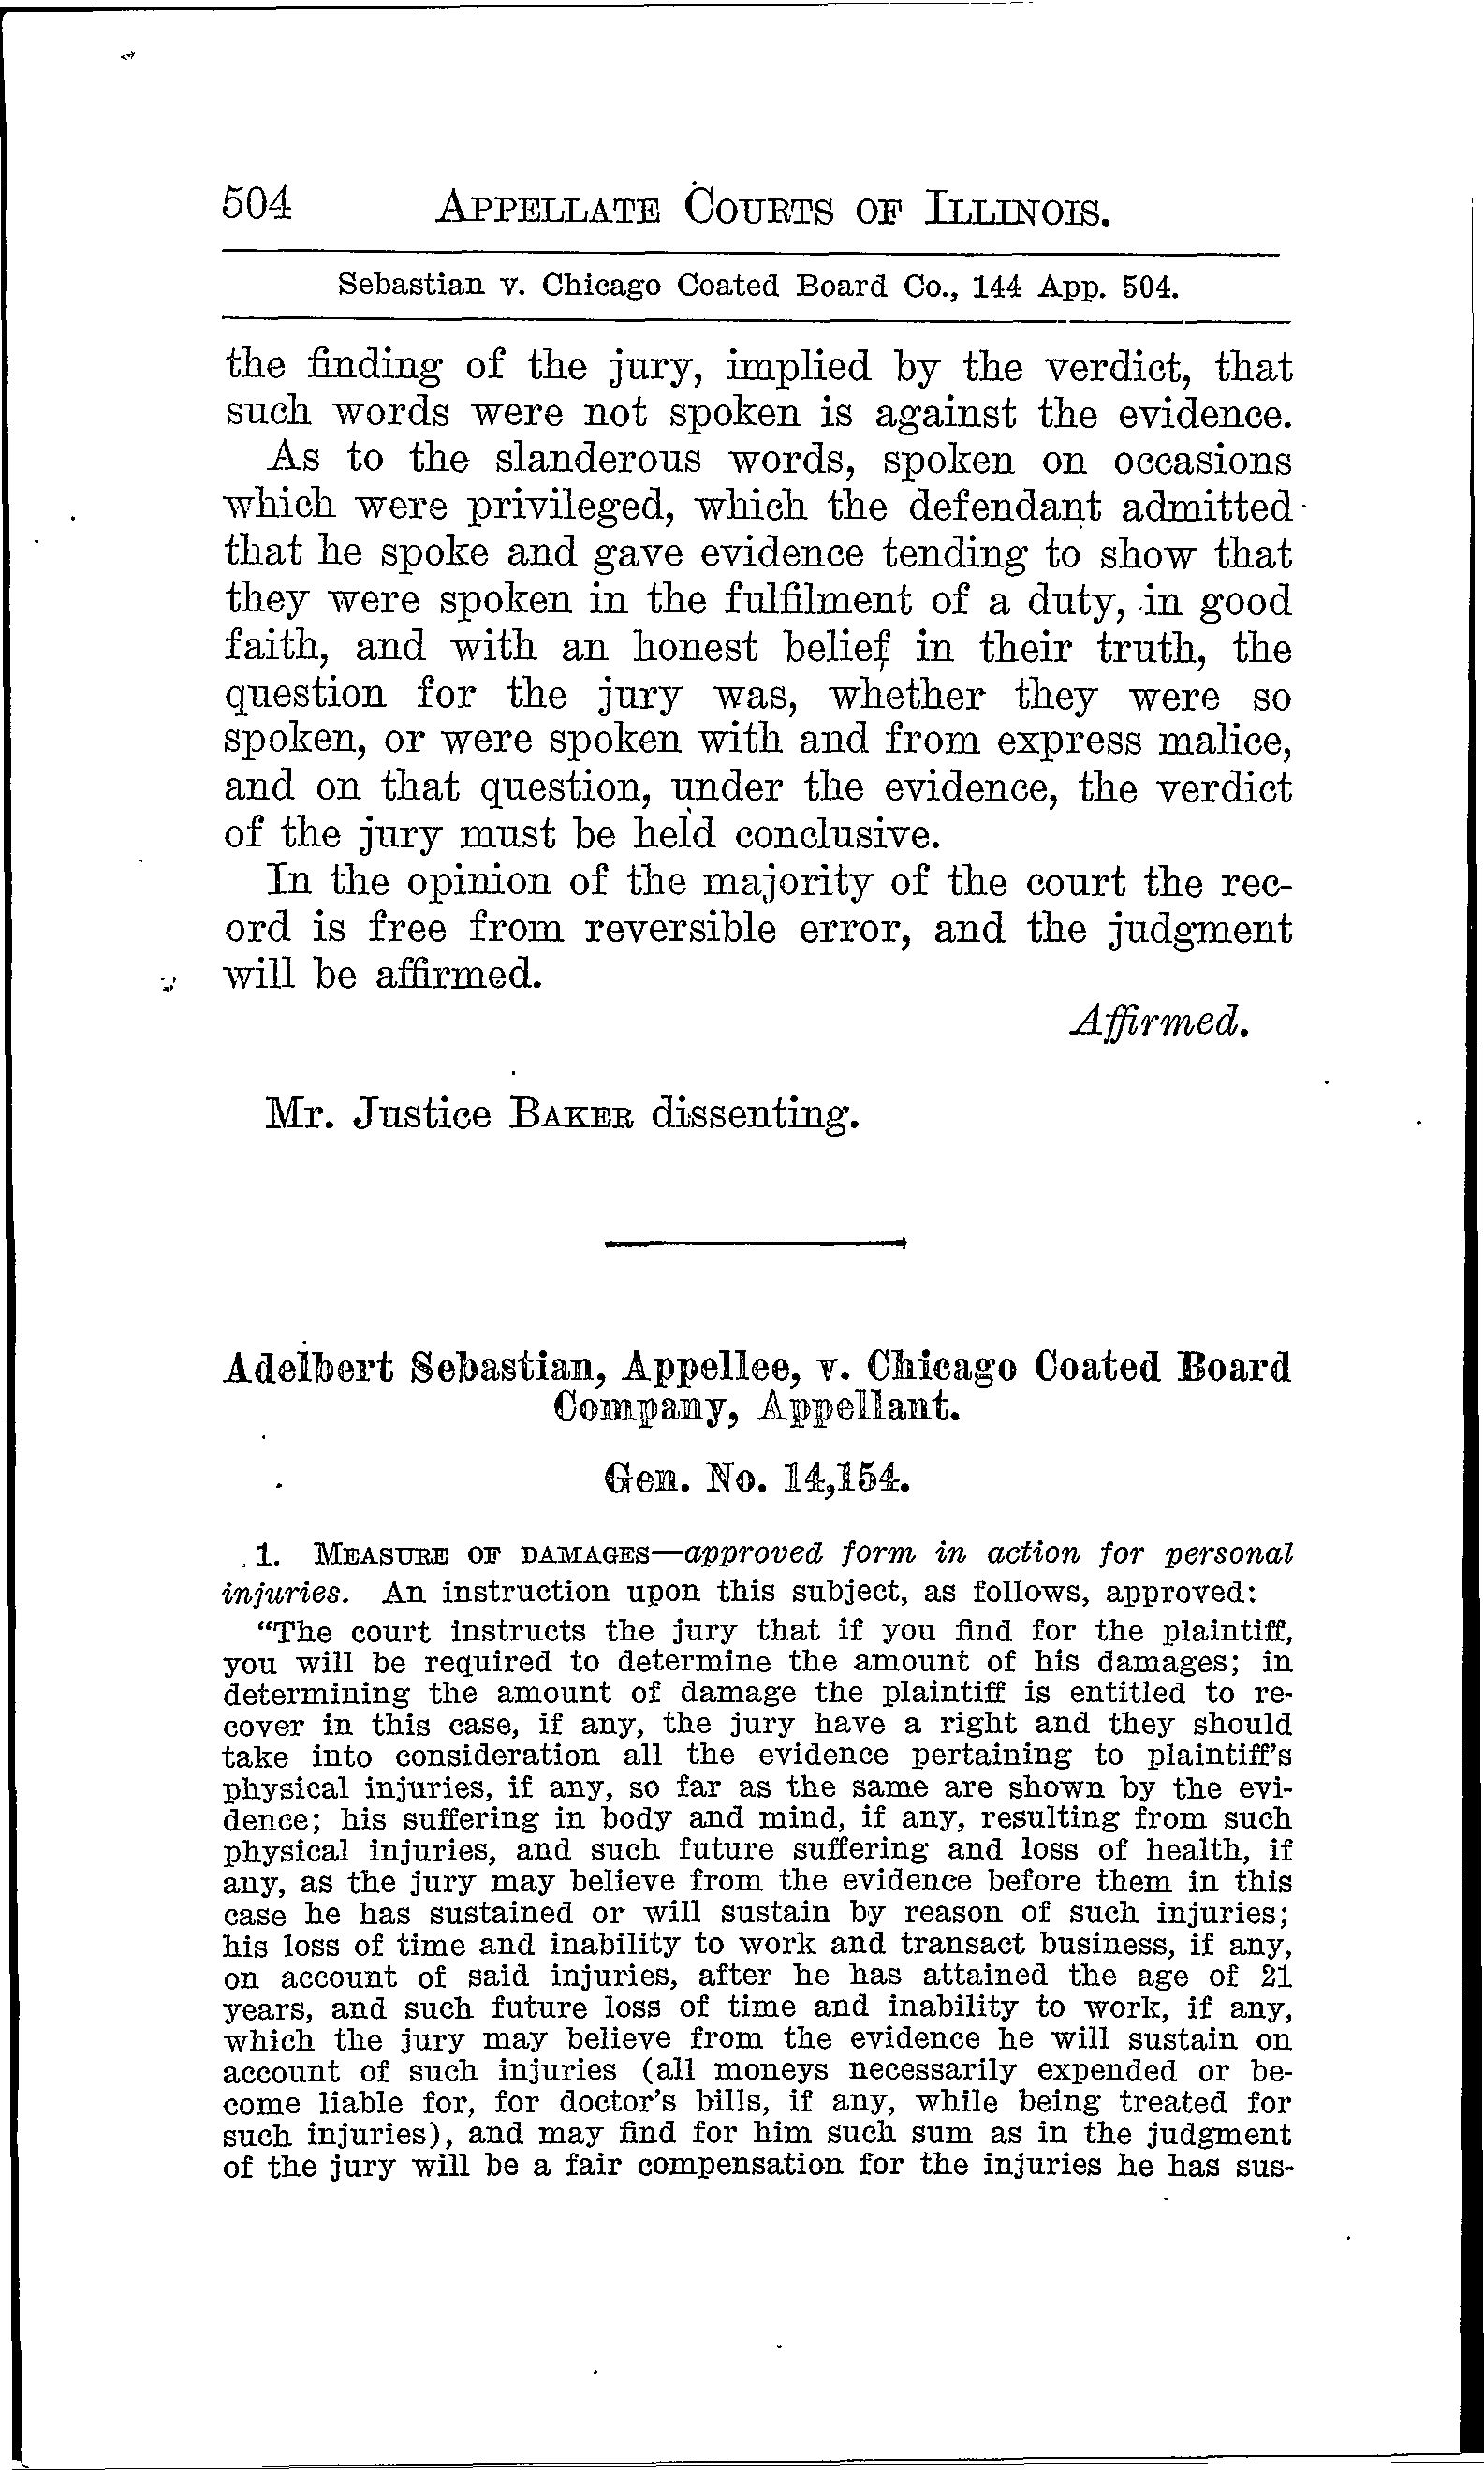 504 APPELLATE COURTS OF ILLINOIS.
Sebastian v. Chicago Coated Board Co., 144 App. 504.
the finding of the jury, implied by the verdict, that
such words were not spoken is against the evidence.
As to the slanderous words, spoken on occasions
which were privileged, which the defendant admitted
that he spoke and gave evidence tending to show that
they were spoken in the fulfilment of a duty, in good
faith, and with an honest belief in their truth, the
question for the jury was, whether they were so
spoken, or were spoken with and from express malice,
and on that question, under the evidence, the verdict
of the jury must be held conclusive.
In the opinion of the majority of the court the rec-
ord is free from reversible error, and the judgment
will be affirmed.
Affirmed.
Mr. Justice BAKER dissenting.
Adelbert Sebastian, Appellee, v. Chicago Coated Board
Company, Appellant.
Gen. No. 14,154.
1. MEASURE OF DAMAGES—approved form in action for personal
injuries. An instruction upon this subject, as follows, approved:
"The court instructs the jury that if you find for the plaintiff,
you will be required to determine the amount of his damages; in
determining the amount of damage the plaintiff is entitled to re-
cover in this case, if any, the jury have a right and they should
take into consideration all the evidence pertaining to plaintiff's
physical injuries, if any, so far as the same are shown by the evi-
dence; his suffering in body and mind, if any, resulting from such
physical injuries, and such future suffering and loss of health, if
any, as the jury may believe from the evidence before them in this
case he has sustained or will sustain by reason of such injuries;
his loss of time and inability to work and transact business, if any,
on account of said injuries, after he has attained the age of 21
years, and such future loss of time and inability to work, if any,
which the jury may believe from the evidence he will sustain on
account of such injuries (all moneys necessarily expended or be-
come liable for, for doctor's bills, if any, while being treated for
such injuries), and may find for him such sum as in the judgment
of the jury will be a fair compensation for the injuries he has sus-